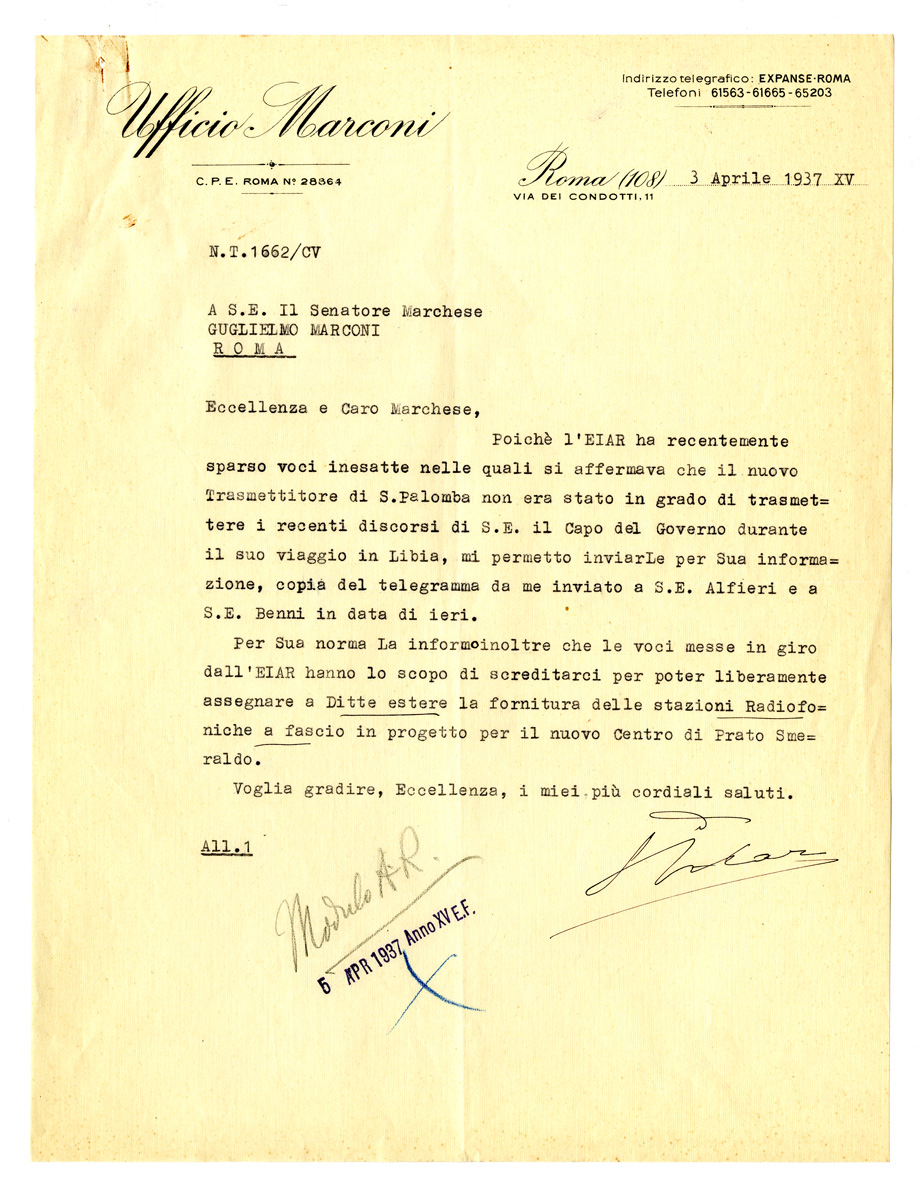 Ufficio Marconi
C. P. E. ROMA Nº 28364
Indirizzo telegrafico: EXPANSE-ROMA
Telefoni 61563-61665-65203
Roma (108) 3 Aprile 1937 XV
VIA DEI CONDOTTI, 11
N.T.1662/CV
A S.E. Il Senatore Marchese
GUGLIELMO MARCONI
R O M A
Eccellenza e Caro Marchese,
Poichè l'EIAR ha recentemente
sparso voci inesatte nelle quali si affermava che il nuovo
Trasmettitore di S.Palomba non era stato in grado di trasmet=
tere i recenti discorsi di S.E. il Capo del Governo durante
il suo viaggio in Libia, mi permetto inviarLe per Sua informa=
zione, copia del telegramma da me inviato a S.E. Alfieri e a
S.E. Benni in data di ieri.
Per Sua norma La informoinoltre che le voci messe in giro
dall'EIAR hanno lo scopo di screditarci per poter liberamente
assegnare a Ditte estere la fornitura delle stazioni Radiofo=
niche a fascio in progetto per il nuovo Centro di Prato Sme=
raldo.
Voglia gradire, Eccellenza, i miei più cordiali saluti.
All.1
Modulo A.R.
5 APR 1937 Anno XV E.F.